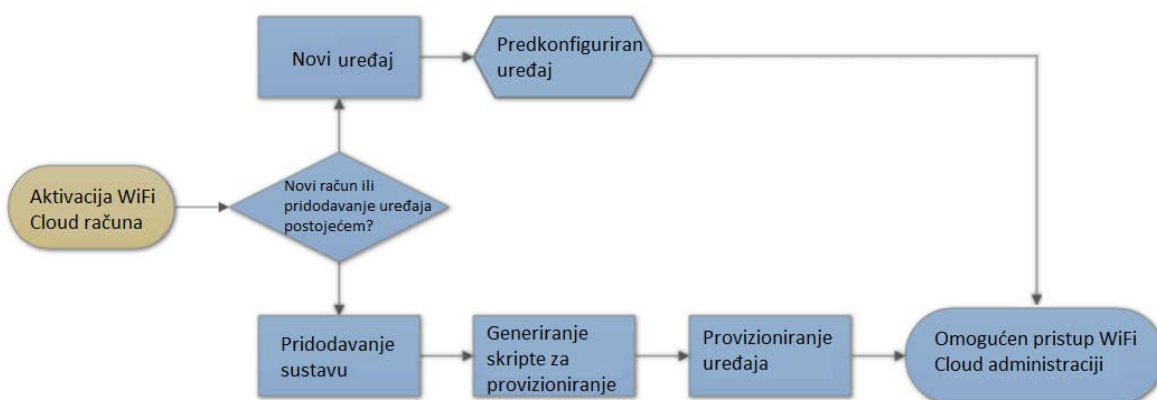 Novi uređaj
Predkonfiguriran
uređaj
Aktivacija WiFi
Cloud računa
Novi račun ili
pridodavanje uređaja
postojećem?
Pridodavanje
sustavu
Generiranje
skripte za
provizioniranje
Provizioniranje
uređaja
Omogućen pristup WiFi
Cloud administraciji